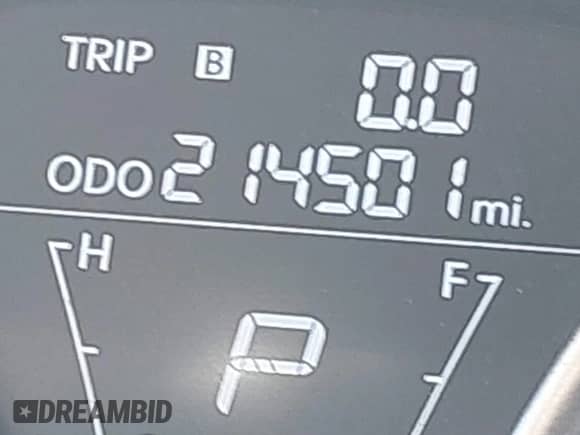 TRIP B 0.0
ODO 214501 mi.
H F
P
DREAMBID